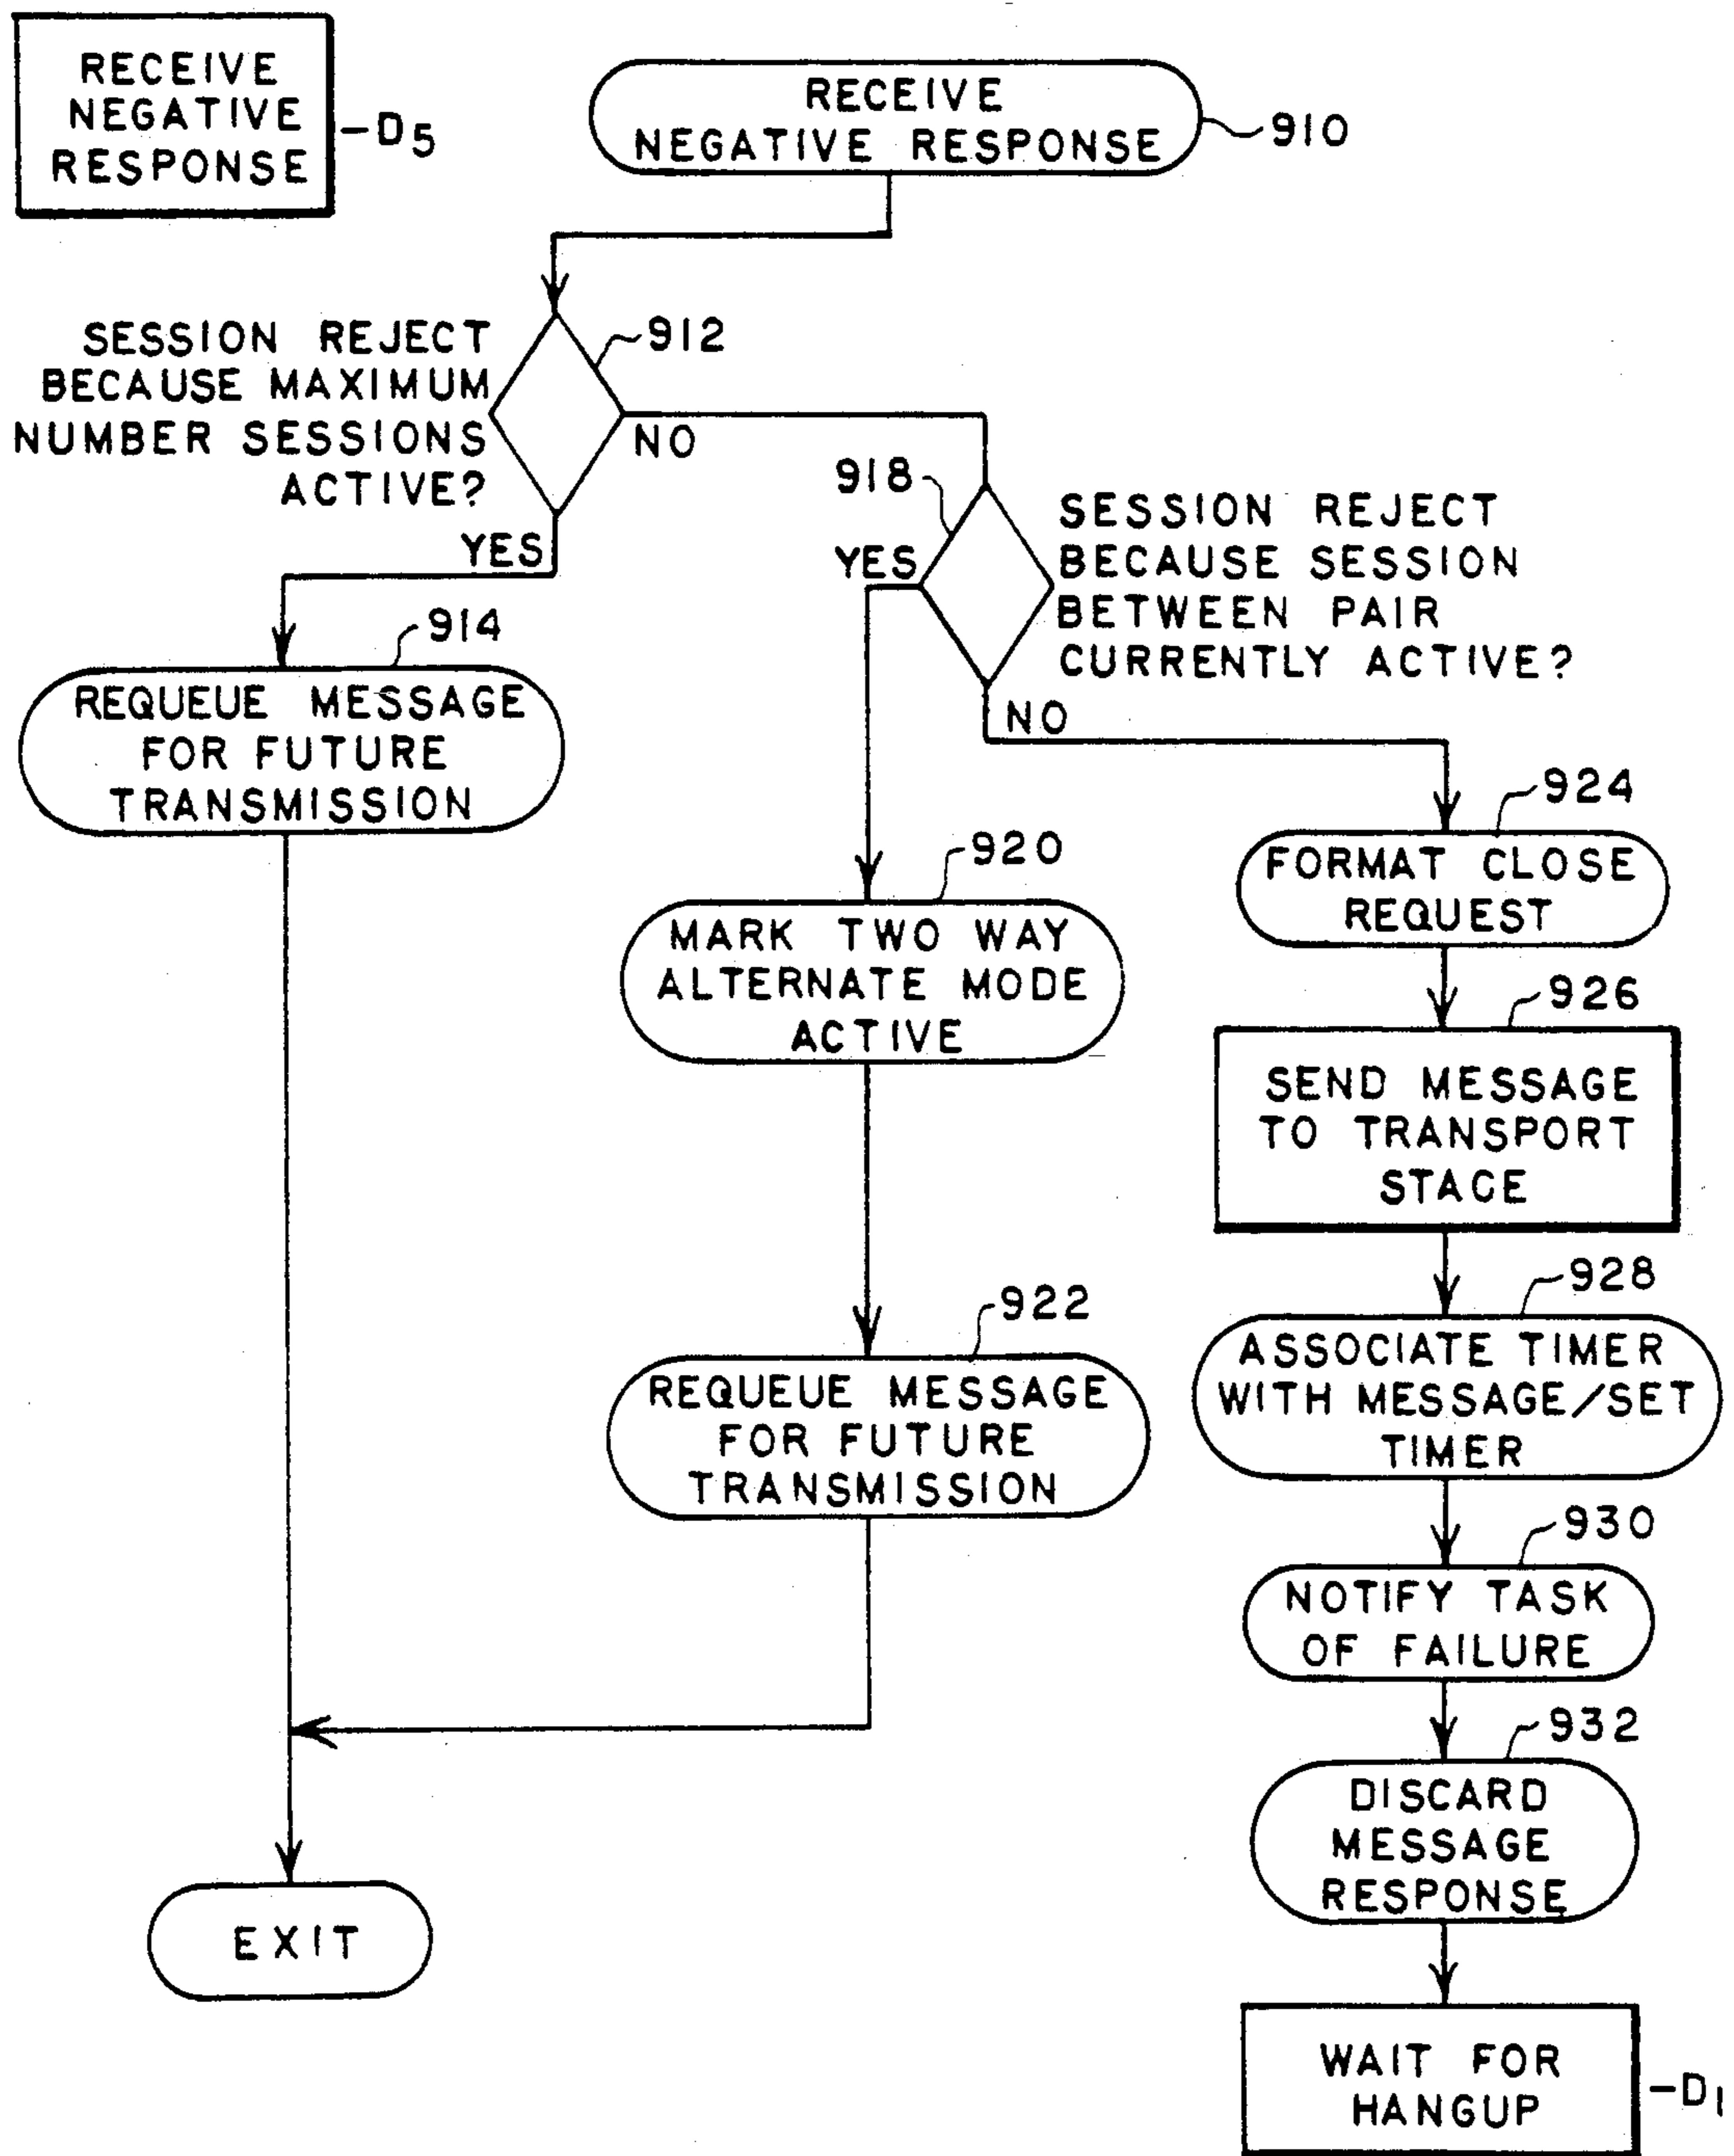 RECEIVE
NEGATIVE
RESPONSE
-D5
RECEIVE
NEGATIVE RESPONSE
910
SESSION REJECT
BECAUSE MAXIMUM
NUMBER SESSIONS
ACTIVE?
912
NO
YES
918
YES
SESSION REJECT
BECAUSE SESSION
BETWEEN PAIR
CURRENTLY ACTIVE?
NO
914
REQUEUE MESSAGE
FOR FUTURE
TRANSMISSION
920
MARK TWO WAY
ALTERNATE MODE
ACTIVE
922
REQUEUE MESSAGE
FOR FUTURE
TRANSMISSION
EXIT
924
FORMAT CLOSE
REQUEST
926
SEND MESSAGE
TO TRANSPORT
STACE
928
ASSOCIATE TIMER
WITH MESSAGE/SET
TIMER
930
NOTIFY TASK
OF FAILURE
932
DISCARD
MESSAGE
RESPONSE
WAIT FOR
HANGUP
-D1